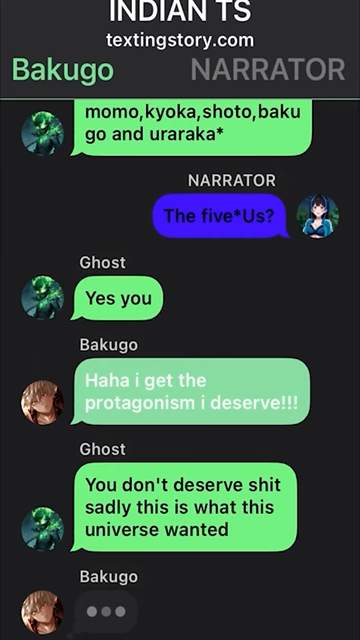 INDIAN TS
textingstory.com
Bakugo NARRATOR
momo,kyoka,shoto,baku
go and uraraka*
NARRATOR
The five*Us?
Ghost
Yes you
Bakugo
Haha i get the
protagonism i deserve!!!
Ghost
You don't deserve shit
sadly this is what this
universe wanted
Bakugo